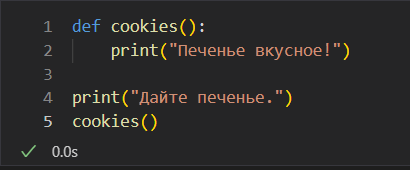 1 def cookies():
2     print("Печенье вкусное!")
3
4 print("Дайте печенье.")
5 cookies()
0.0s